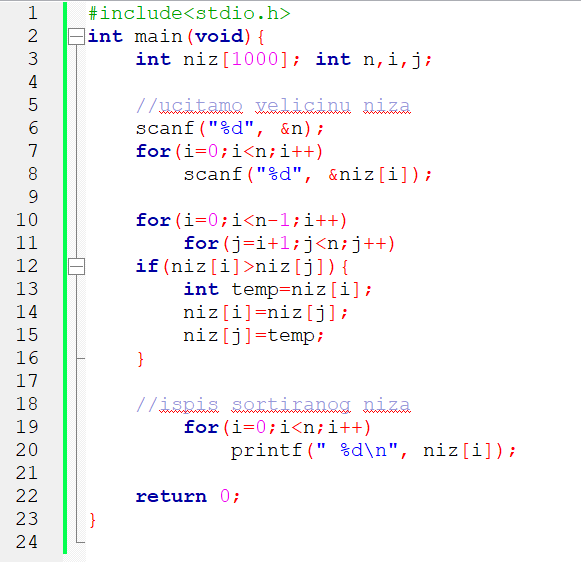 1 #include<stdio.h>
2 int main(void){
3 int niz[1000]; int n,i,j;
4
5 //ucitamo velicinu niza
6 scanf("%d", &n);
7 for(i=0;i<n;i++)
8 scanf("%d", &niz[i]);
9
10 for(i=0;i<n-1;i++)
11 for(j=i+1;j<n;j++)
12 if(niz[i]>niz[j]){
13 int temp=niz[i];
14 niz[i]=niz[j];
15 niz[j]=temp;
16 }
17
18 //ispis sortiranog niza
19 for(i=0;i<n;i++)
20 printf(" %d\n", niz[i]);
21
22 return 0;
23 }
24